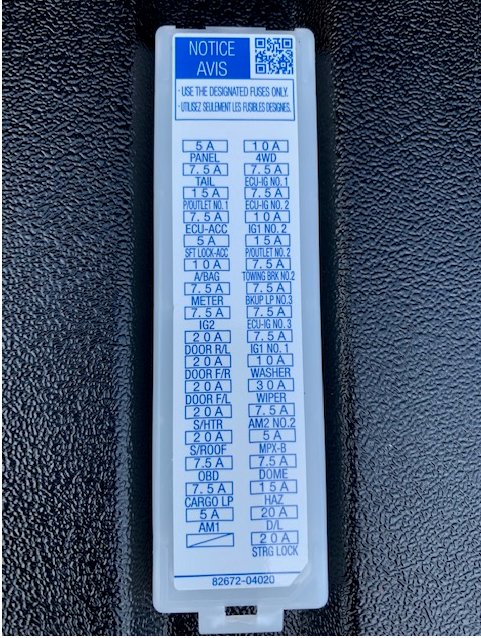 NOTICE
AVIS
· USE THE DESIGNATED FUSES ONLY.
· UTILISEZ SEULEMENT LES FUSIBLES DESIGNES.
5 A
PANEL
7.5 A
TAIL
15 A
P/OUTLET NO.1
7.5 A
ECU-ACC
5 A
SFT LOCK-ACC
10 A
A/BAG
7.5 A
METER
7.5 A
IG2
20 A
DOOR R/L
20 A
DOOR F/R
20 A
DOOR F/L
20 A
S/HTR
20 A
S/ROOF
7.5 A
OBD
7.5 A
CARGO LP
5 A
AM1
10 A
4WD
7.5 A
ECU-IG NO.1
7.5 A
ECU-IG NO.2
10 A
IG1 NO.2
15 A
P/OUTLET NO.2
7.5 A
TOWING BRK NO.2
7.5 A
BKUP LP NO.3
7.5 A
ECU-IG NO.3
7.5 A
IG1 NO.1
10 A
WASHER
30 A
WIPER
7.5 A
AM2 NO.2
5 A
MPX-B
7.5 A
DOME
15 A
HAZ
20 A
D/L
20 A
STRG LOCK
82672-04020